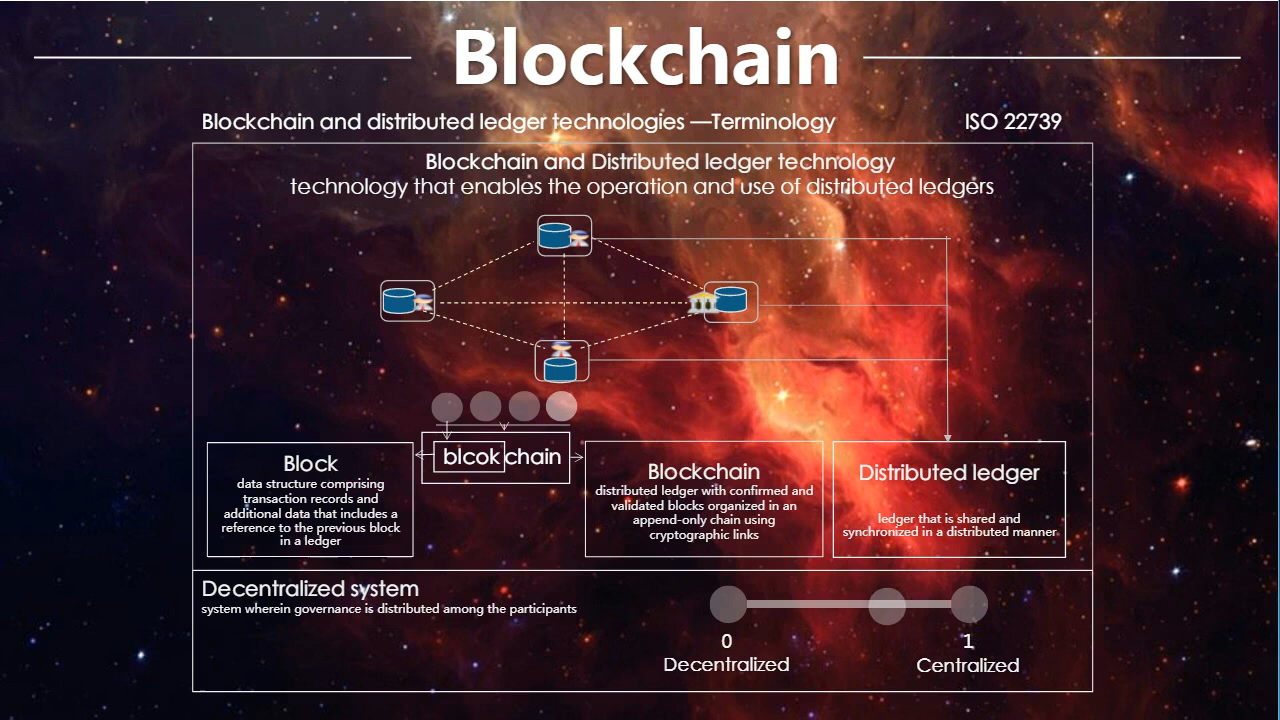 Blockchain
Blockchain and distributed ledger technologies —Terminology ISO 22739
Blockchain and Distributed ledger technology
technology that enables the operation and use of distributed ledgers
blcok chain
Block
data structure comprising
transaction records and
additional data that includes a
reference to the previous block
in a ledger
Blockchain
distributed ledger with confirmed and
validated blocks organized in an
append-only chain using
cryptographic links
Distributed ledger
ledger that is shared and
synchronized in a distributed manner
Decentralized system
system wherein governance is distributed among the participants
0
Decentralized
1
Centralized